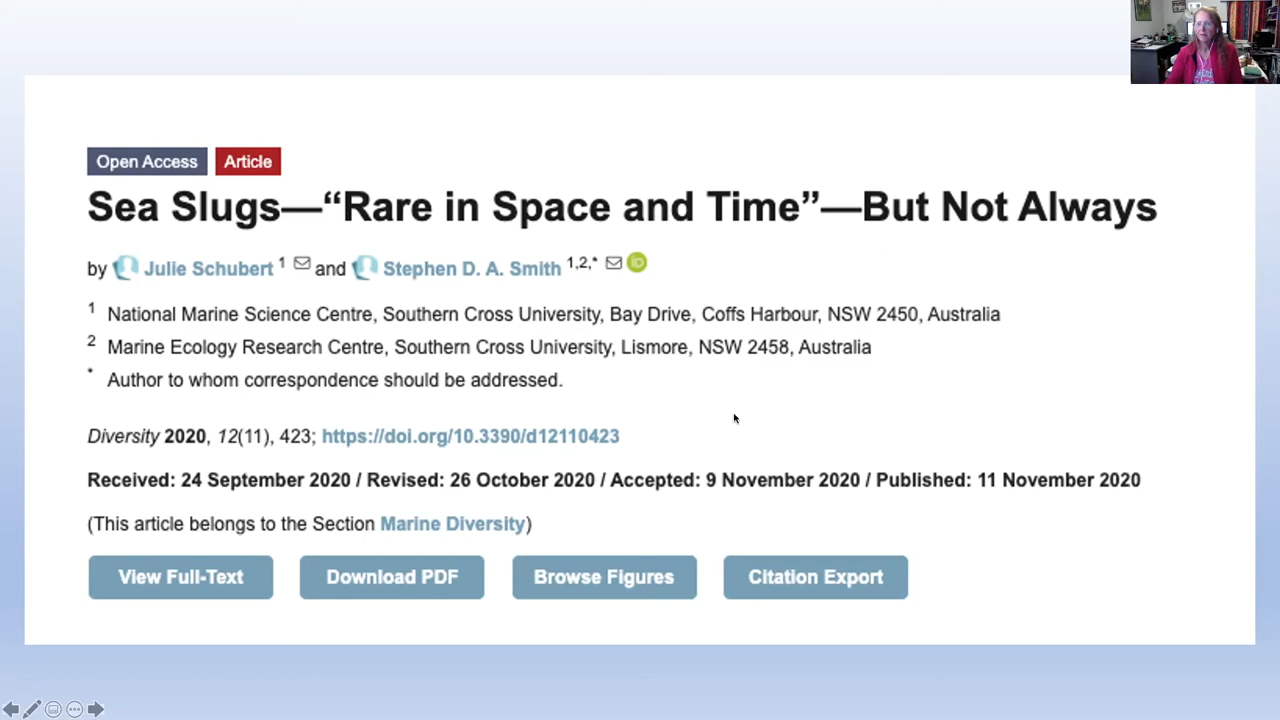 Open Access Article
Sea Slugs—“Rare in Space and Time”—But Not Always
by Julie Schubert 1 and Stephen D. A. Smith 1,2,* iD
1 National Marine Science Centre, Southern Cross University, Bay Drive, Coffs Harbour, NSW 2450, Australia
2 Marine Ecology Research Centre, Southern Cross University, Lismore, NSW 2458, Australia
* Author to whom correspondence should be addressed.
Diversity 2020, 12(11), 423; https://doi.org/10.3390/d12110423
Received: 24 September 2020 / Revised: 26 October 2020 / Accepted: 9 November 2020 / Published: 11 November 2020
(This article belongs to the Section Marine Diversity)
View Full-Text Download PDF Browse Figures Citation Export